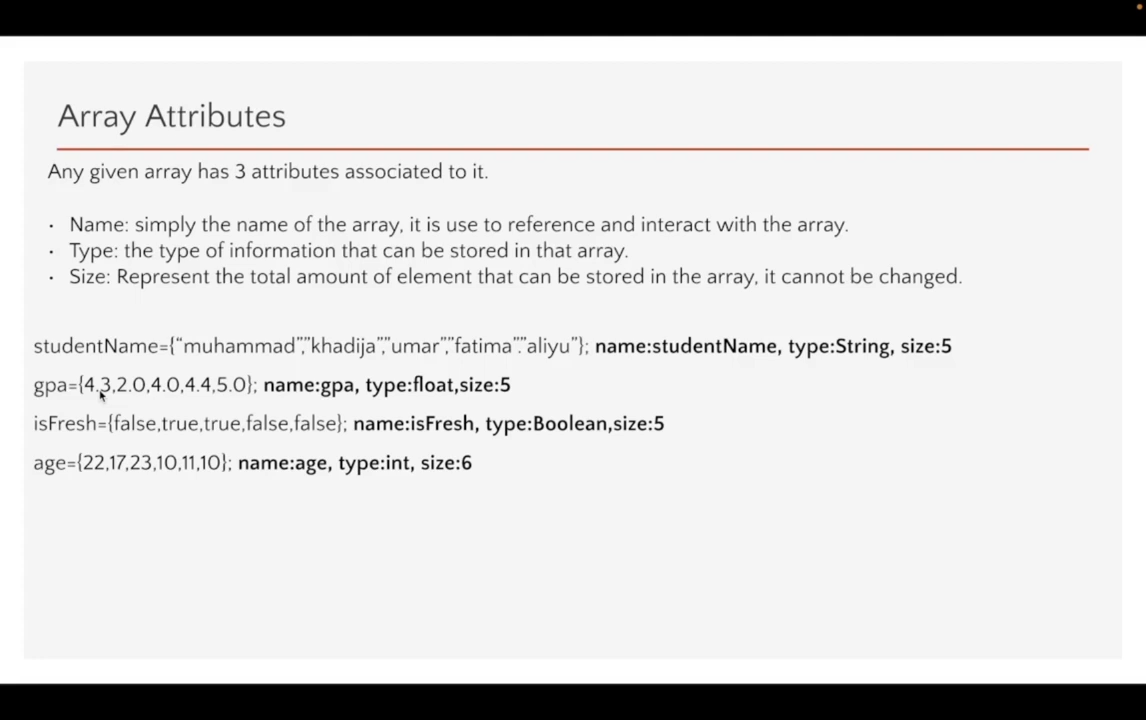 Array Attributes
Any given array has 3 attributes associated to it.
· Name: simply the name of the array, it is use to reference and interact with the array.
· Type: the type of information that can be stored in that array.
· Size: Represent the total amount of element that can be stored in the array, it cannot be changed.
studentName={“muhammad”,”khadija”,”umar”,”fatima”.”aliyu”}; name:studentName, type:String, size:5
gpa={4.3,2.0,4.0,4.4,5.0}; name:gpa, type:float,size:5
isFresh={false,true,true,false,false}; name:isFresh, type:Boolean,size:5
age={22,17,23,10,11,10}; name:age, type:int, size:6